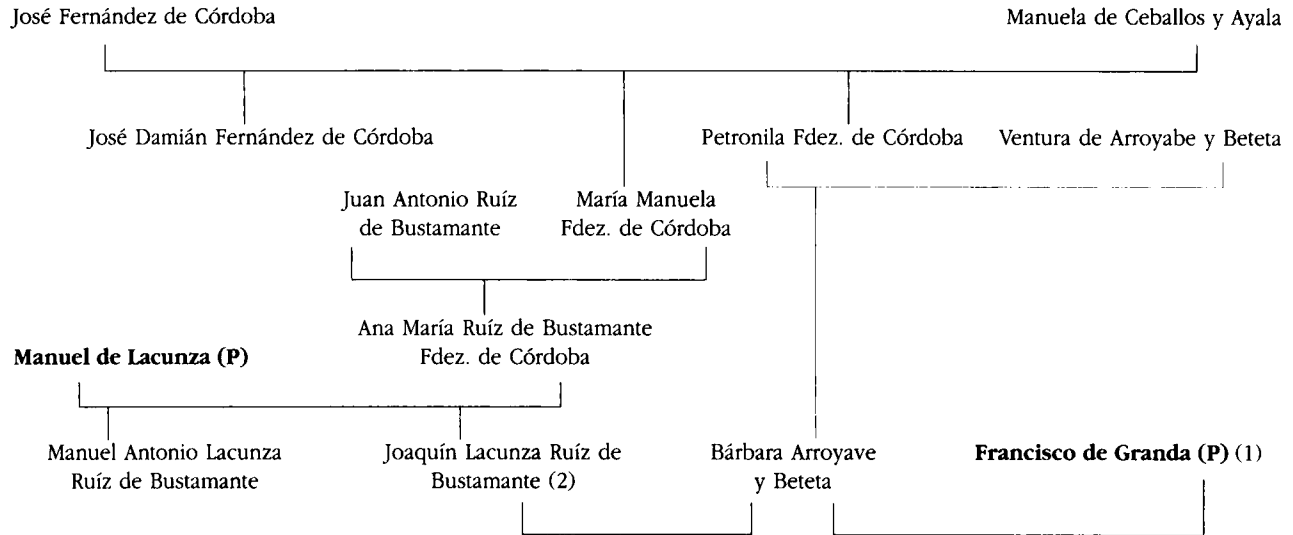 José Fernández de Córdoba
Manuela de Ceballos y Ayala
José Damián Fernández de Córdoba
Petronila Fdez. de Córdoba
Ventura de Arroyabe y Beteta
Juan Antonio Ruíz
de Bustamante
María Manuela
Fdez. de Córdoba
Ana María Ruíz de Bustamante
Fdez. de Córdoba
Manuel de Lacunza (P)
Manuel Antonio Lacunza
Ruíz de Bustamante
Joaquín Lacunza Ruíz de
Bustamante (2)
Bárbara Arroyave
y Beteta
Francisco de Granda (P) (1)